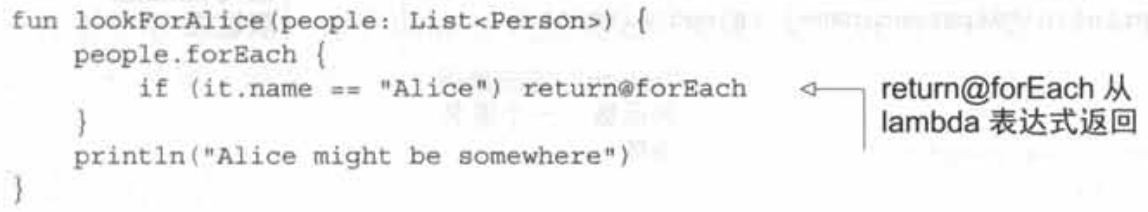 fun lookForAlice(people: List<Person>) {
    people.forEach {
        if (it.name == "Alice") return@forEach
    }
    println("Alice might be somewhere")
}
return@forEach 从
lambda 表达式返回